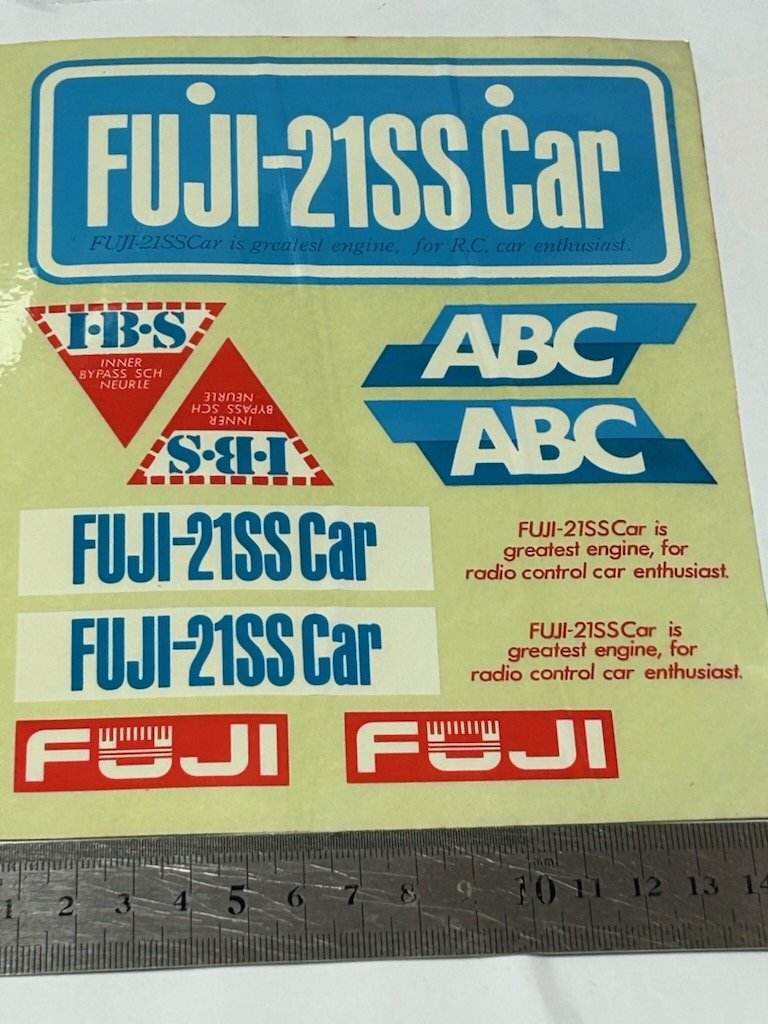 FUJI-21SS Car
FUJI-21SSCar is greatest engine, for R.C. car enthusiast.
I·B·S
INNER
BYPASS SCH
NEURLE
INNER
BYPASS SCH
NEURLE
I·B·S
ABC
ABC
FUJI-21SS Car
FUJI-21SSCar is
greatest engine, for
radio control car enthusiast.
FUJI-21SS Car
FUJI-21SSCar is
greatest engine, for
radio control car enthusiast.
FUJI
FUJI
1 2 3 4 5 6 7 8 9 10 11 12 13 14